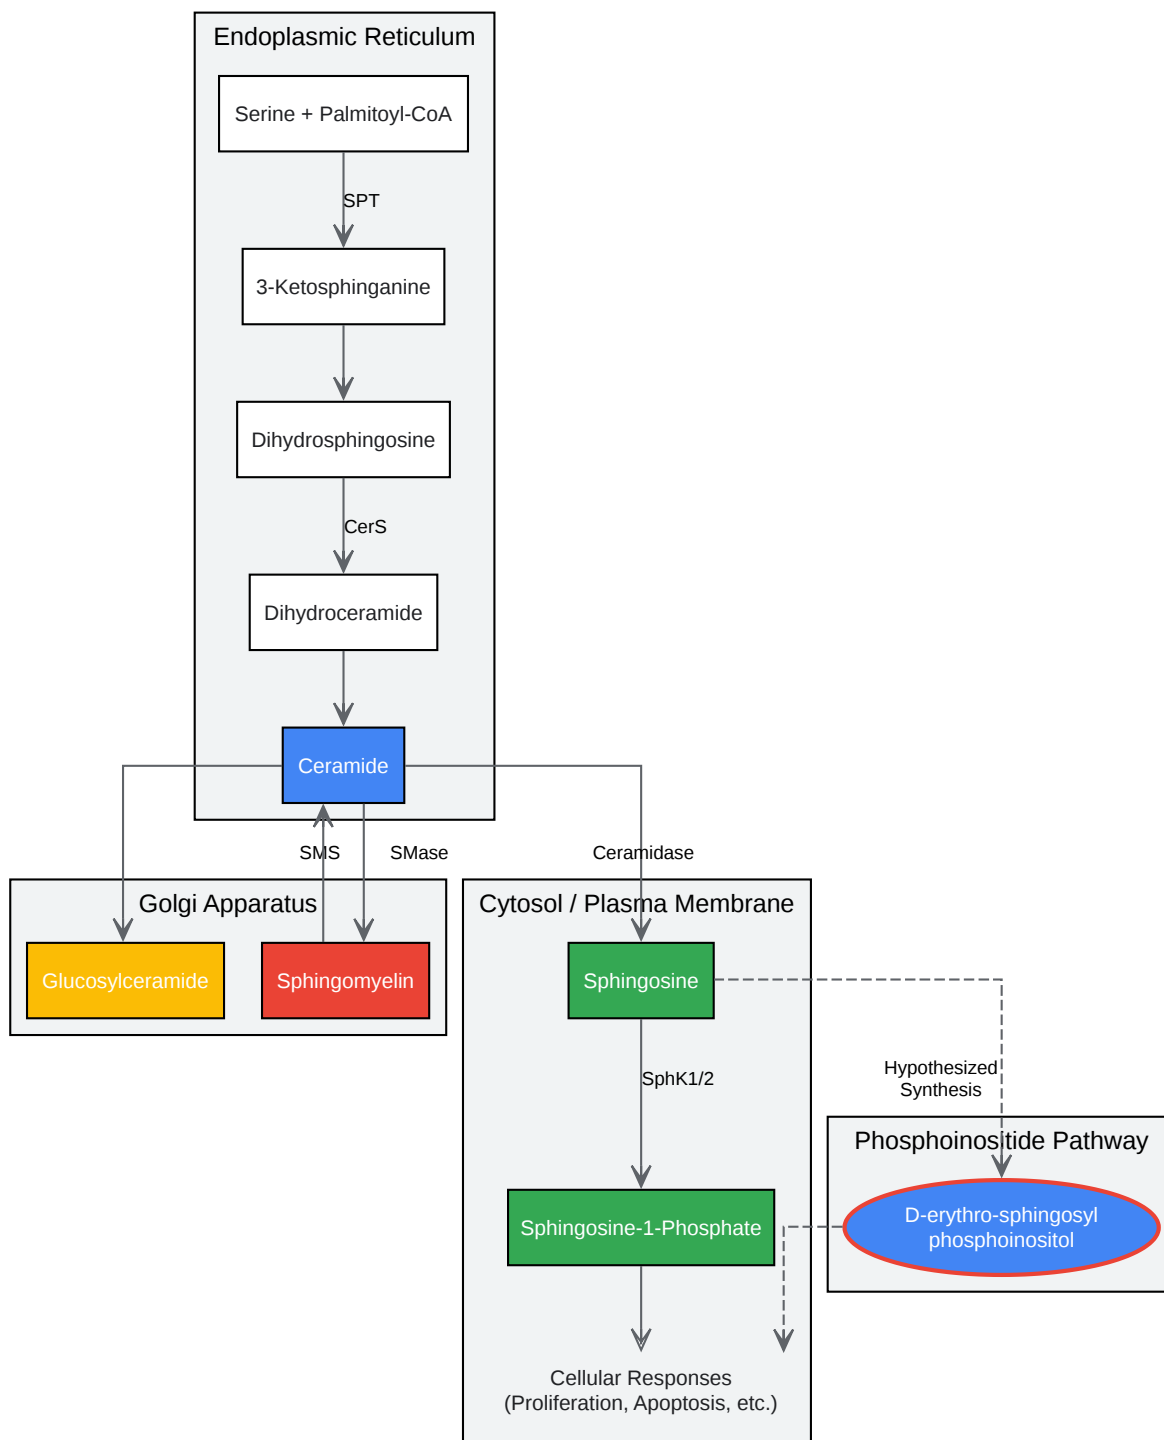 Endoplasmic Reticulum
Serine + Palmitoyl-CoA
SPT
3-Ketosphinganine
Dihydrosphingosine
CerS
Dihydroceramide
Ceramide
SMS
SMase
Ceramidase
Golgi Apparatus
Glucosylceramide
Sphingomyelin
Cytosol / Plasma Membrane
Sphingosine
SphK1/2
Hypothesized
Synthesis
Phosphoinositide Pathway
D-erythro-sphingosyl
phosphoinositol
Sphingosine-1-Phosphate
Cellular Responses
(Proliferation, Apoptosis, etc.)